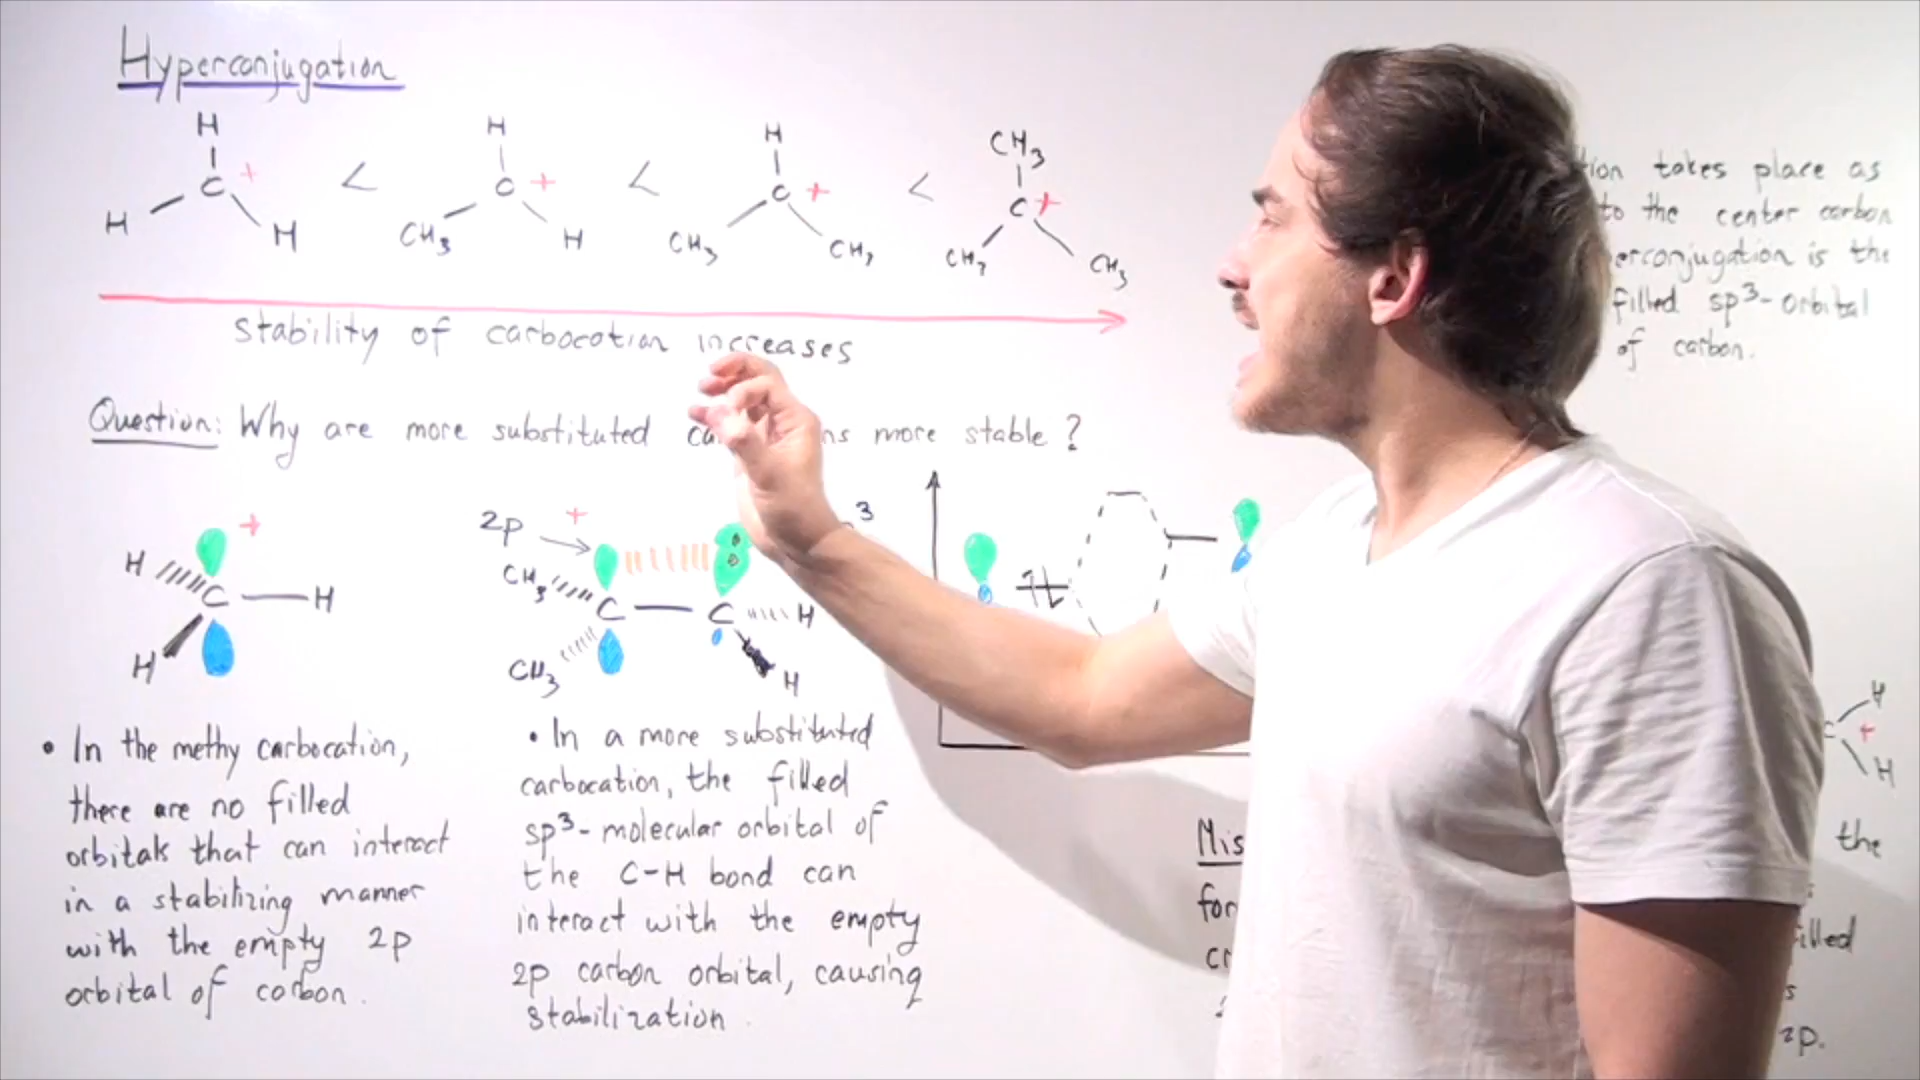 Hyperconjugation
H
C +
H
H
<
H
C +
CH3
H
<
H
C +
CH3
CH3
<
CH3
C +
CH3
CH3
stability of carbocation increases
Question: Why are more substituted ns more stable?
takes place as
to the center carbon
is the
filled sp3-orbital
of carbon.
+
H
C
H
H
2p
+
3
CH3
C
C
H
CH3
H
H
C +
H
• In the methy carbocation,
there are no filled
orbitals that can interact
in a stabilizing manner
with the empty 2p
orbital of carbon.
• In a more substituted
carbocation, the filled
sp3-molecular orbital of
the C-H bond can
interact with the empty
2p carbon orbital, causing
stabilization.
Mis
the
for
cr
2p.